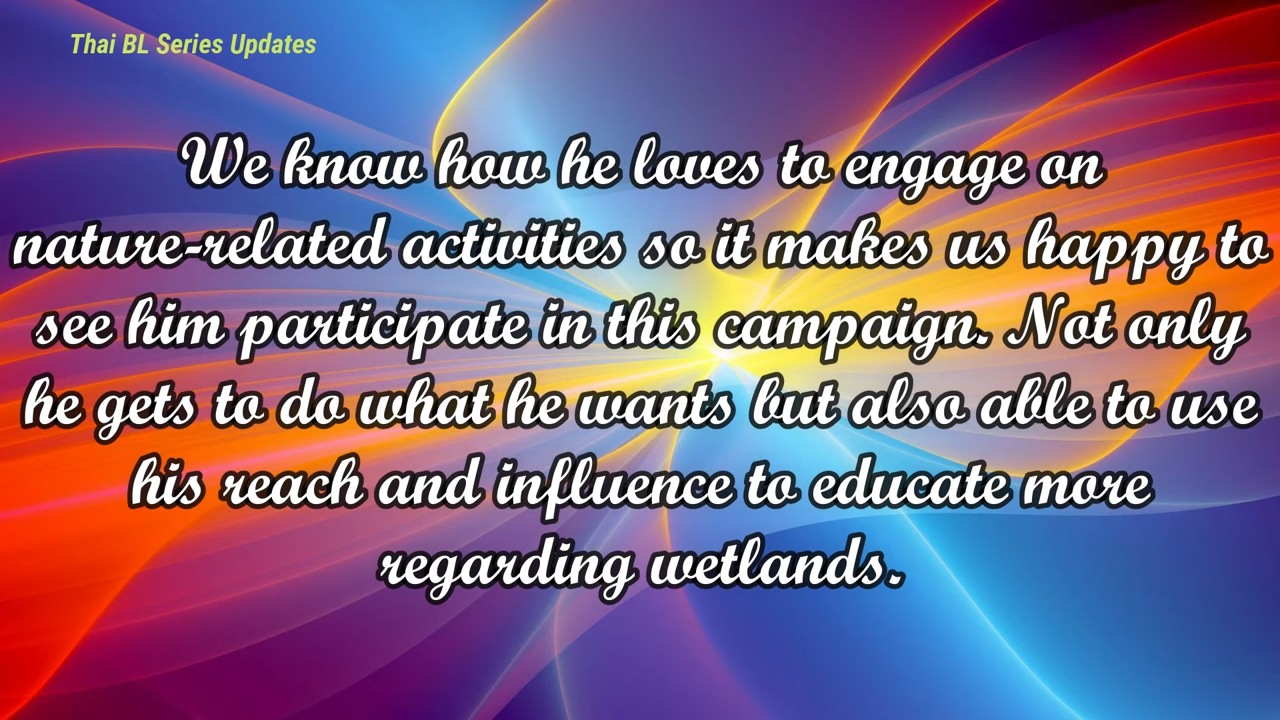 Thai BL Series Updates
We know how he loves to engage on
nature-related activities so it makes us happy to
see him participate in this campaign. Not only
he gets to do what he wants but also able to use
his reach and influence to educate more
regarding wetlands.